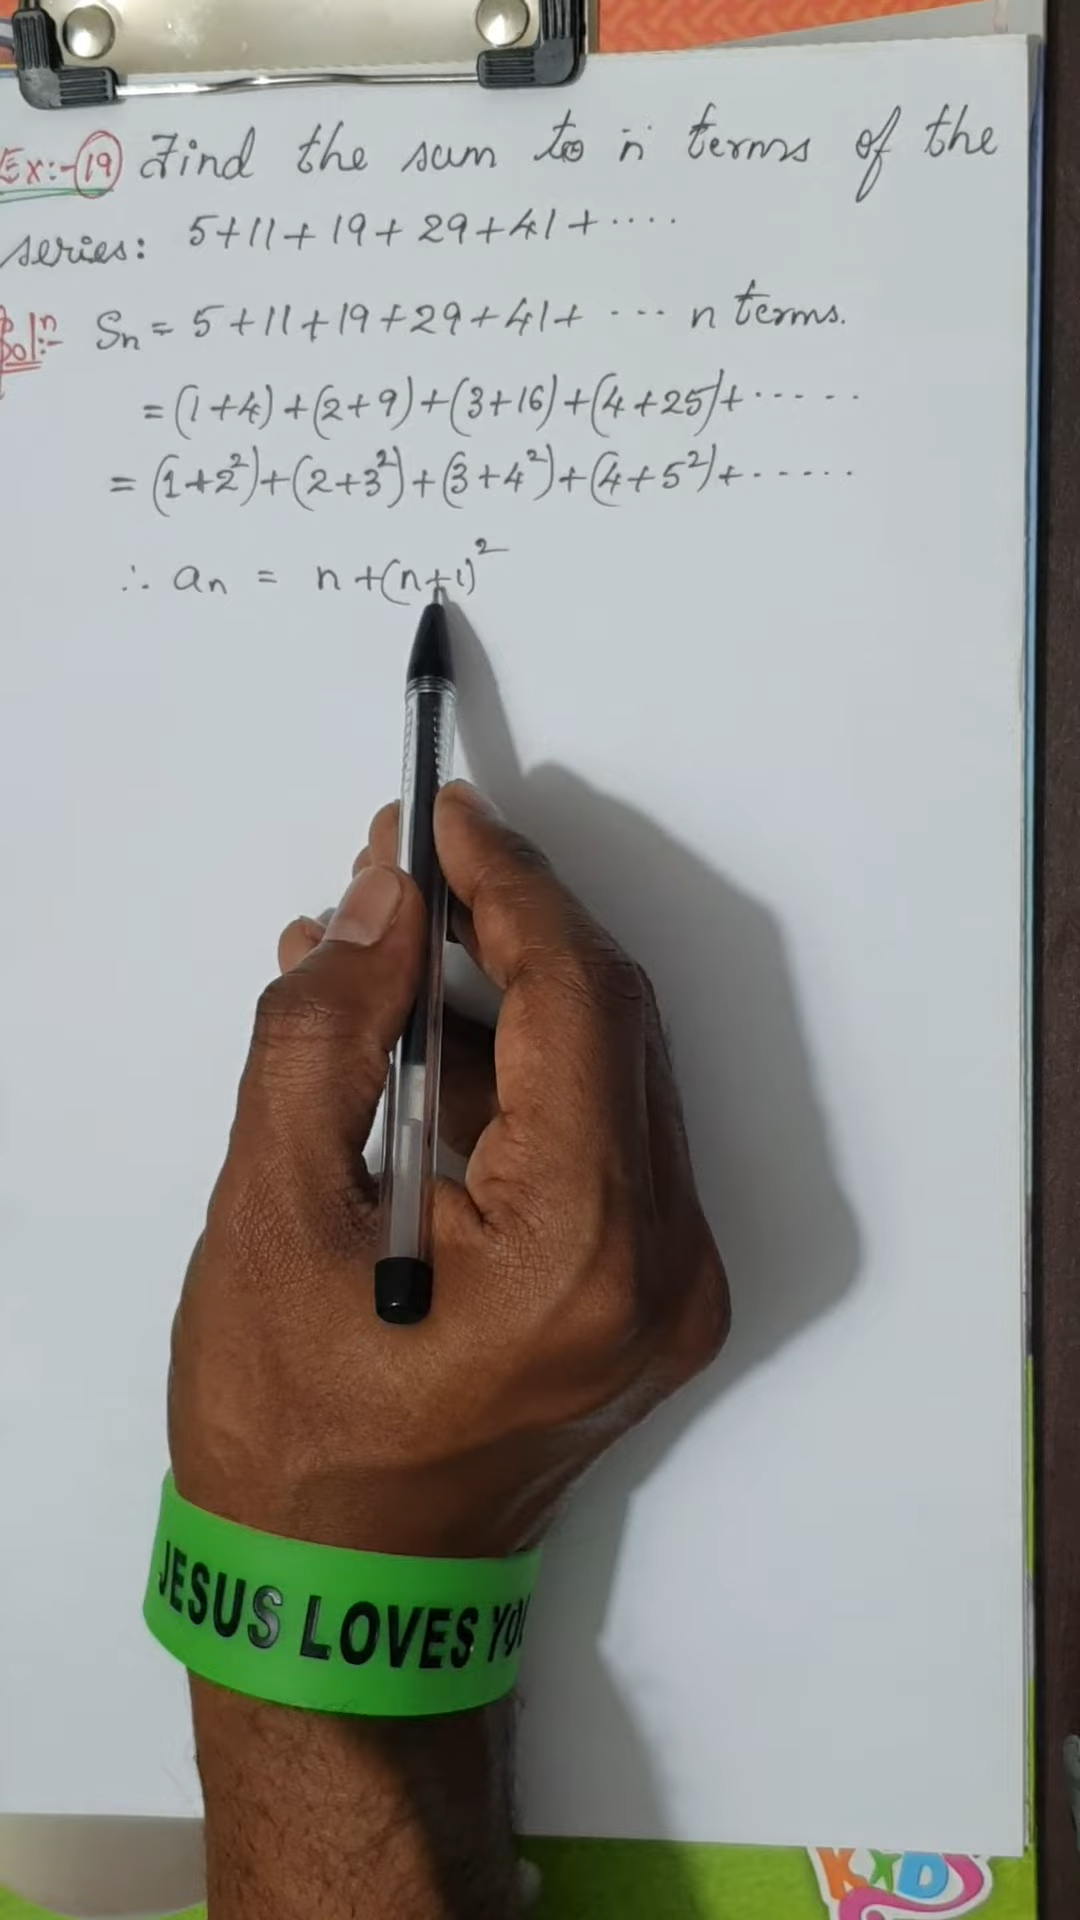 Ex:-19 Find the sum to 'n' terms of the
series: 5+11+19+29+41+....
Solⁿ:- Sₙ = 5+11+19+29+41+ ... n terms.
= (1+4)+(2+9)+(3+16)+(4+25)+.....
= (1+2²)+(2+3²)+(3+4²)+(4+5²)+.....
∴ aₙ = n+(n+1)²
JESUS LOVES YOU
KiDS